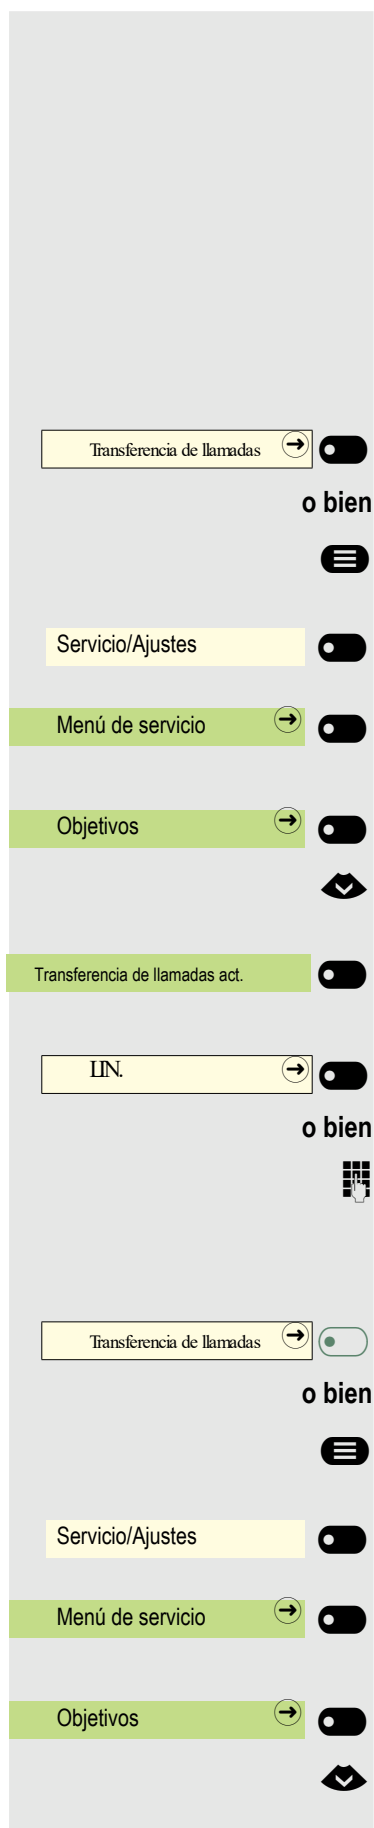 Transferencia de llamadas
o bien
Servicio/Ajustes
Menú de servicio
Objetivos
Transferencia de llamadas act.
LIN.
o bien
Transferencia de llamadas
o bien
Servicio/Ajustes
Menú de servicio
Objetivos